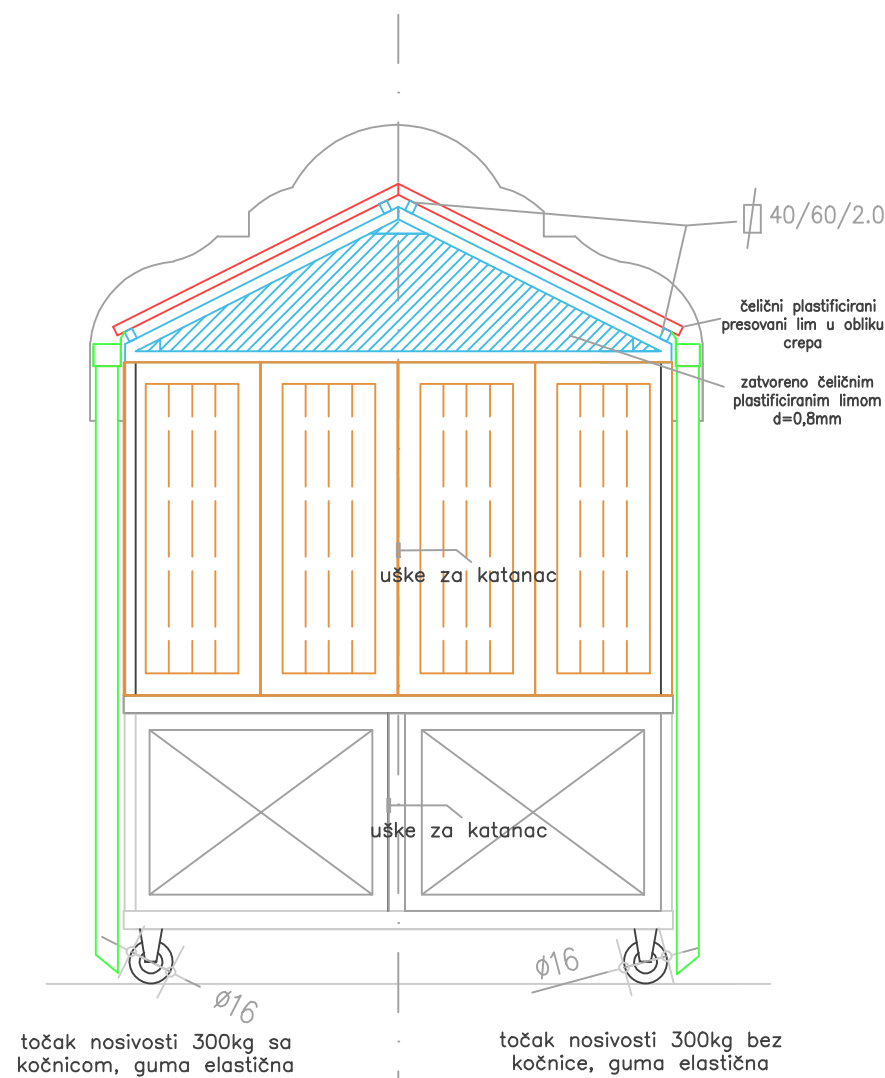 40/60/2.0
čelični plastificirani
presovani lim u obliku
crepa
zatvoreno čeličnim
plastificiranim limom
d=0,8mm
uške za katanac
uške za katanac
ø16
ø16
točak nosivosti 300kg sa
kočnicom, guma elastična
točak nosivosti 300kg bez
kočnice, guma elastična